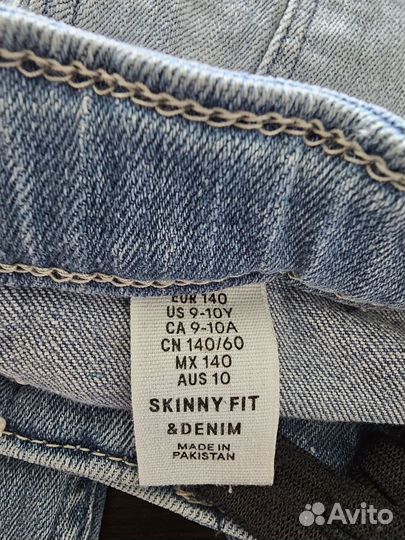 EUR 140
US 9-10Y
CA 9-10A
CN 140/60
MX 140
AUS 10
SKINNY FIT
&DENIM
MADE IN
PAKISTAN
Avito